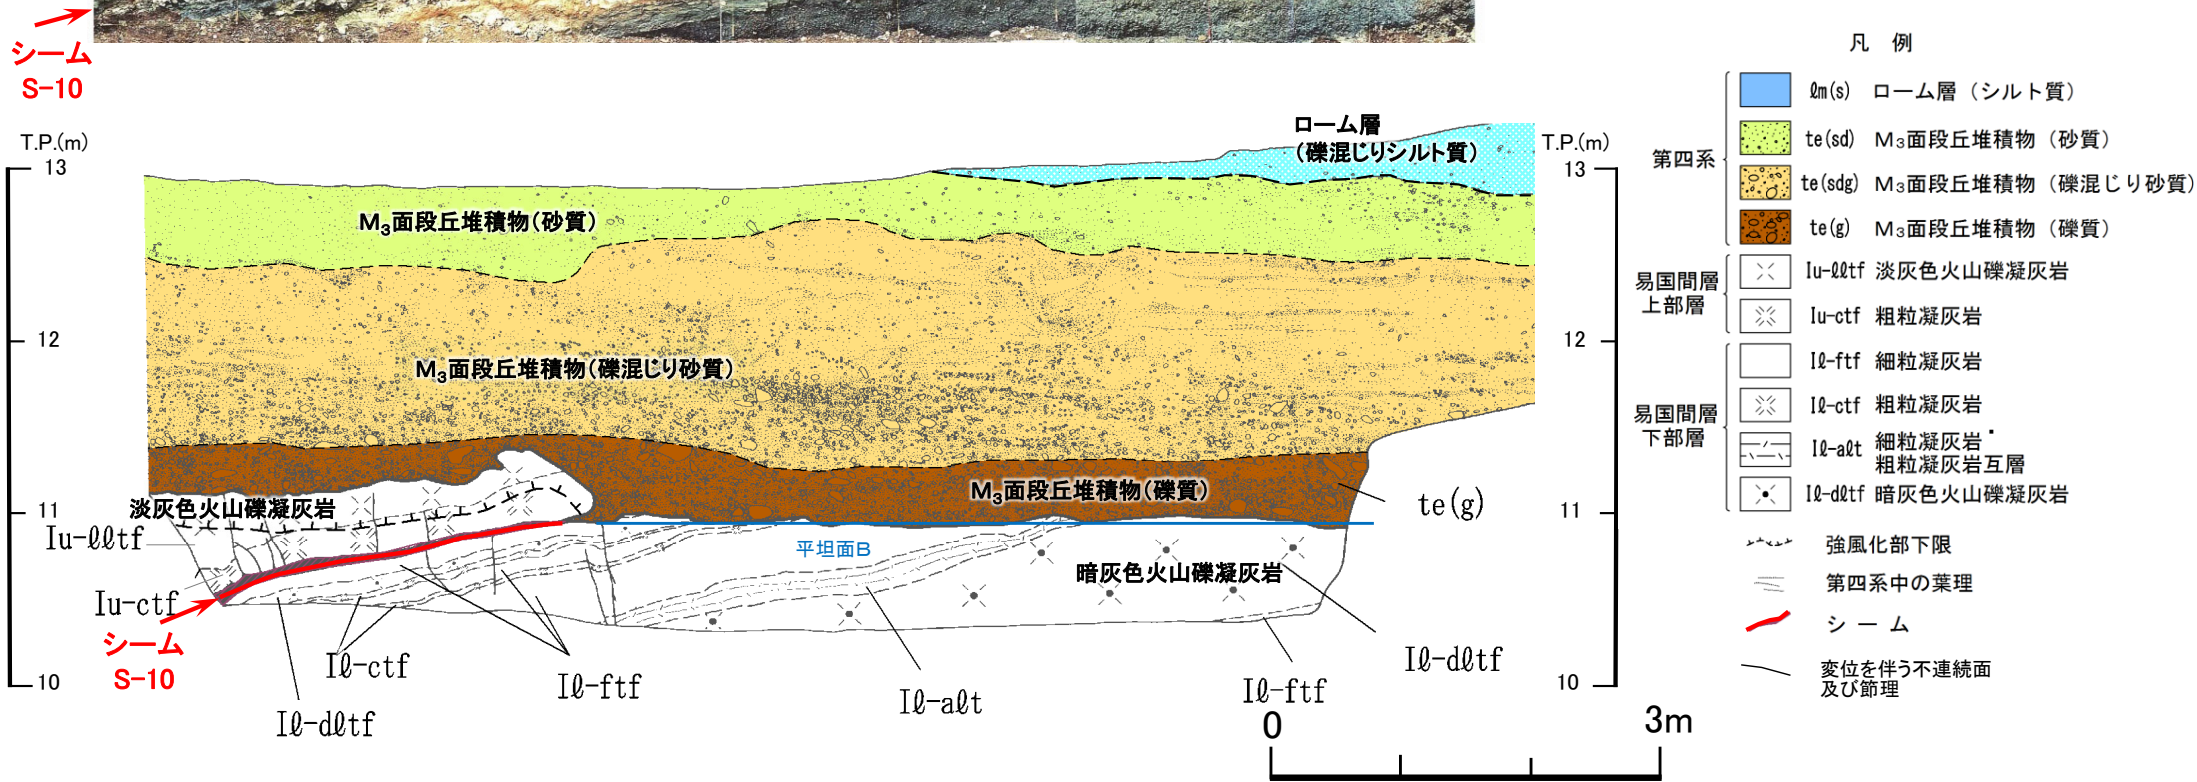 シーム
S-10
T.P.(m)
13
12
11
10
ローム層
(礫混じりシルト質)
M₃面段丘堆積物(砂質)
M₃面段丘堆積物(礫混じり砂質)
M₃面段丘堆積物(礫質)
淡灰色火山礫凝灰岩
Iu-ℓℓtf
Iu-ctf
シーム
S-10
平坦面B
暗灰色火山礫凝灰岩
te(g)
Iℓ-dℓtf
Iℓ-ctf
Iℓ-ftf
Iℓ-aℓt
Iℓ-ftf
Iℓ-dℓtf
T.P.(m)
13
12
11
10
0
3m
凡 例
第四系
ℓm(s) ローム層（シルト質）
te(sd) M₃面段丘堆積物（砂質）
te(sdg) M₃面段丘堆積物（礫混じり砂質）
te(g) M₃面段丘堆積物（礫質）
易国間層
上部層
Iu-ℓℓtf 淡灰色火山礫凝灰岩
Iu-ctf 粗粒凝灰岩
易国間層
下部層
Iℓ-ftf 細粒凝灰岩
Iℓ-ctf 粗粒凝灰岩
Iℓ-aℓt 細粒凝灰岩・
粗粒凝灰岩互層
Iℓ-dℓtf 暗灰色火山礫凝灰岩
強風化部下限
第四系中の葉理
シーム
変位を伴う不連続面
及び節理